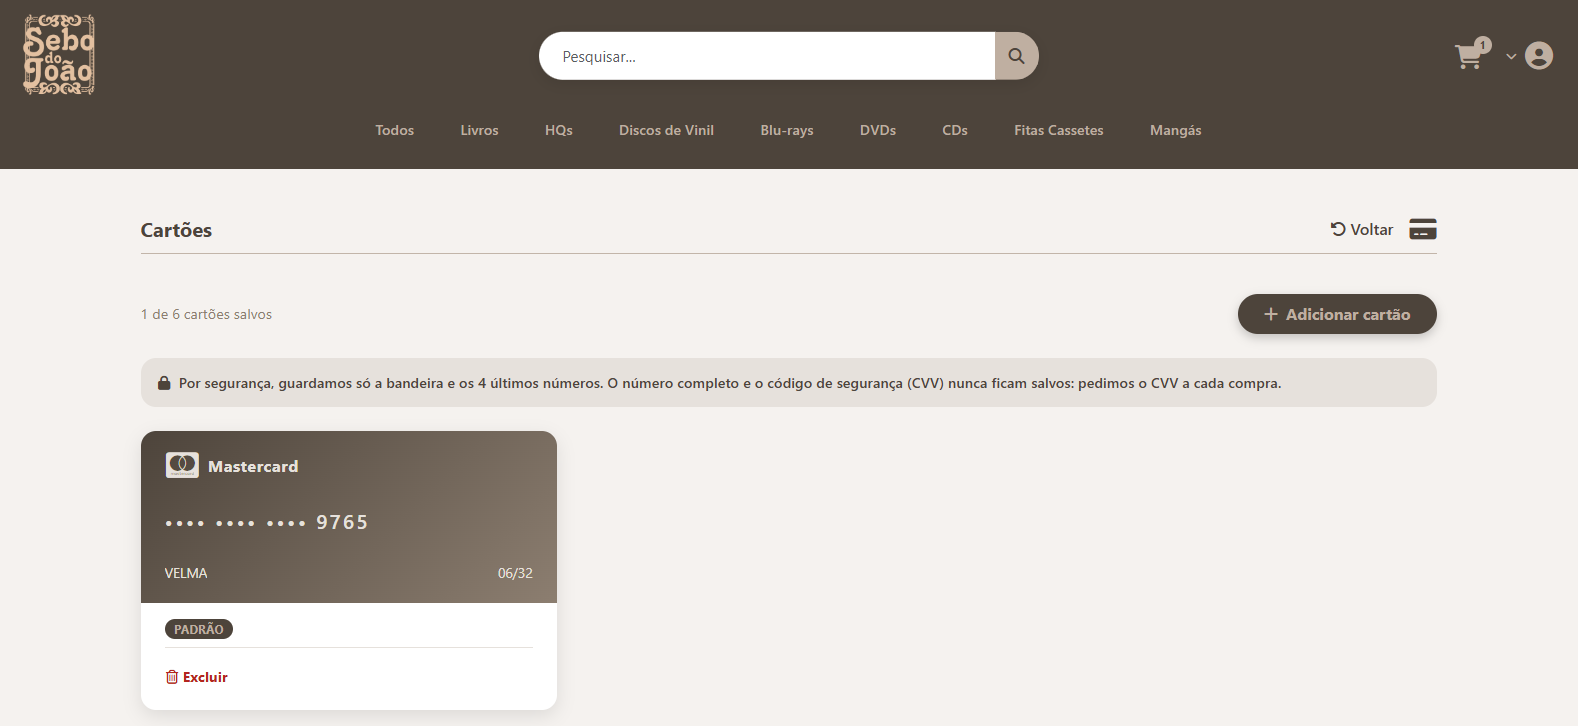 Sebo
do
João
Pesquisar...
1
Todos Livros HQs Discos de Vinil Blu-rays DVDs CDs Fitas Cassetes Mangás
Cartões
Voltar
1 de 6 cartões salvos
+ Adicionar cartão
Por segurança, guardamos só a bandeira e os 4 últimos números. O número completo e o código de segurança (CVV) nunca ficam salvos: pedimos o CVV a cada compra.
Mastercard
•••• •••• •••• 9765
VELMA 06/32
PADRÃO
Excluir